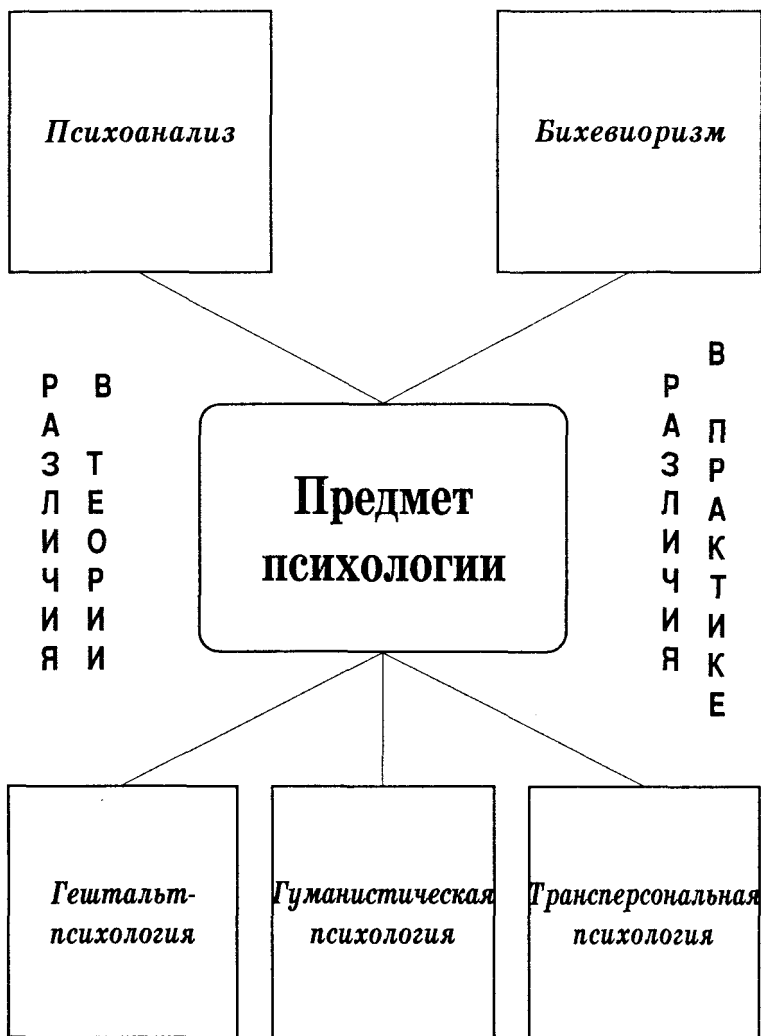 Психоанализ
Бихевиоризм
РАЗЛИЧИЯ
В ТЕОРИИ
Предмет
психологии
РАЗЛИЧИЯ
В ПРАКТИКЕ
Гештальт-
психология
Гуманистическая
психология
Трансперсональная
психология